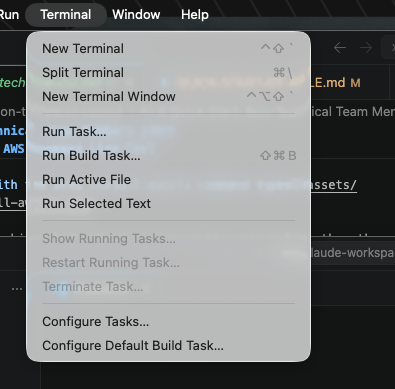 Run Terminal Window Help
New Terminal ⌃⇧`
Split Terminal ⌘\
New Terminal Window ⌃⌥⇧`
LE.md M
Run Task...
Run Build Task... ⇧⌘B
Run Active File
Run Selected Text
Show Running Tasks...
Restart Running Task...
Terminate Task...
Configure Tasks...
Configure Default Build Task...